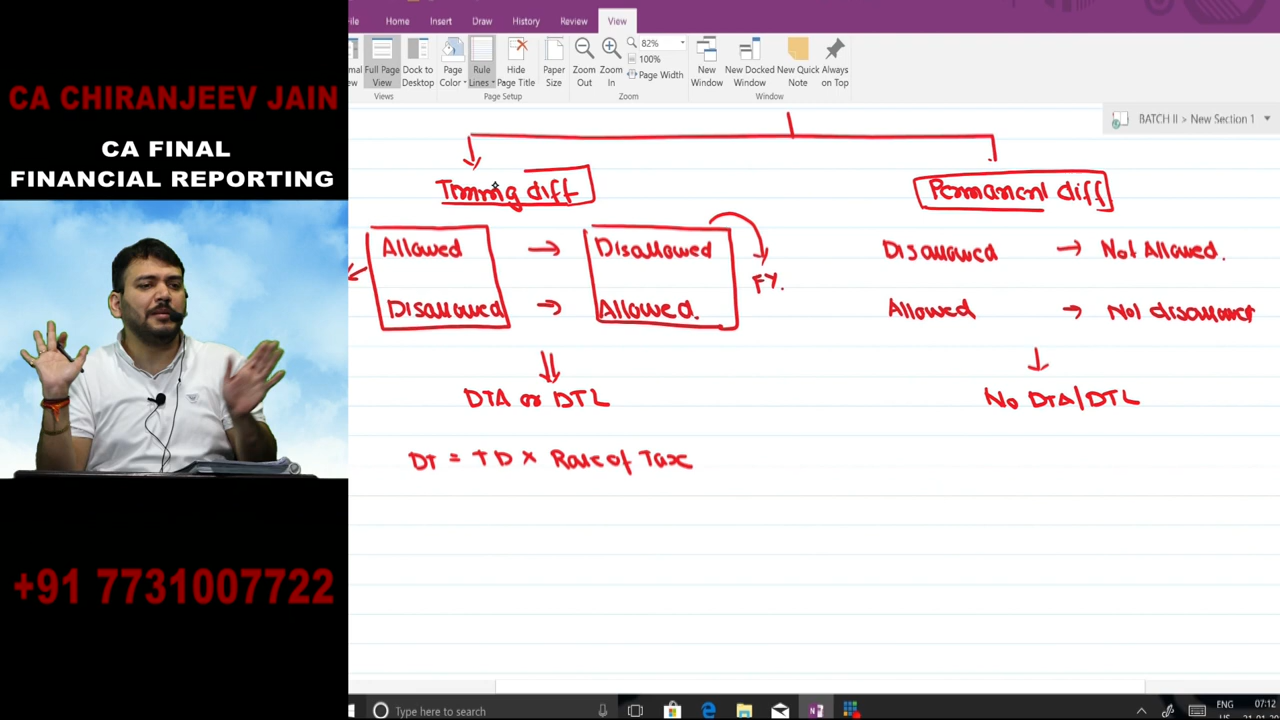 CA CHIRANJEEV JAIN
CA FINAL
FINANCIAL REPORTING
+91 7731007722
File Home Insert Draw History Review View
Full Page View
Dock to Desktop
Views
Page Color
Rule Lines
Hide Page Title
Page Setup
Paper Size
Zoom Out
Zoom In
82%
100%
Page Width
Zoom
New Window
New Docked Window
New Quick Note
Always on Top
Window
BATCH II > New Section 1
Timing diff
Permanent diff
Allowed → Disallowed
Disallowed → Allowed.
FY.
Disallowed → Not Allowed.
Allowed → Not disallowed
DTA or DTL
No DTA/DTL
DT = TD × Rate of Tax
Type here to search
ENG
07:12